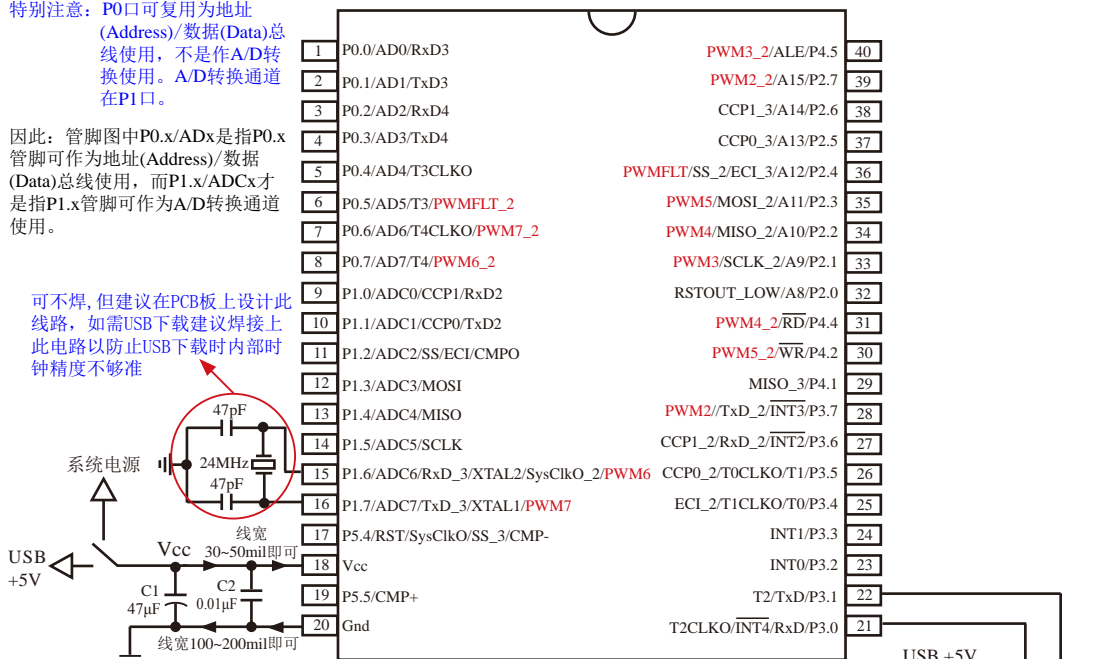 特别注意：P0口可复用为地址
(Address)/数据(Data)总
线使用，不是作A/D转
换使用。A/D转换通道
在P1口。
因此：管脚图中P0.x/ADx是指P0.x
管脚可作为地址(Address)/数据
(Data)总线使用，而P1.x/ADCx才
是指P1.x管脚可作为A/D转换通道
使用。
可不焊,但建议在PCB板上设计此
线路，如需USB下载建议焊接上
此电路以防止USB下载时内部时
钟精度不够准
47pF
24MHz
47pF
系统电源
USB
+5V
Vcc
线宽
30~50mil即可
C1
47μF
C2
0.01μF
线宽100~200mil即可
1 P0.0/AD0/RxD3
2 P0.1/AD1/TxD3
3 P0.2/AD2/RxD4
4 P0.3/AD3/TxD4
5 P0.4/AD4/T3CLKO
6 P0.5/AD5/T3/PWMFLT_2
7 P0.6/AD6/T4CLKO/PWM7_2
8 P0.7/AD7/T4/PWM6_2
9 P1.0/ADC0/CCP1/RxD2
10 P1.1/ADC1/CCP0/TxD2
11 P1.2/ADC2/SS/ECI/CMPO
12 P1.3/ADC3/MOSI
13 P1.4/ADC4/MISO
14 P1.5/ADC5/SCLK
15 P1.6/ADC6/RxD_3/XTAL2/SysClkO_2/PWM6
16 P1.7/ADC7/TxD_3/XTAL1/PWM7
17 P5.4/RST/SysClkO/SS_3/CMP-
18 Vcc
19 P5.5/CMP+
20 Gnd
PWM3_2/ALE/P4.5 40
PWM2_2/A15/P2.7 39
CCP1_3/A14/P2.6 38
CCP0_3/A13/P2.5 37
PWMFLT/SS_2/ECI_3/A12/P2.4 36
PWM5/MOSI_2/A11/P2.3 35
PWM4/MISO_2/A10/P2.2 34
PWM3/SCLK_2/A9/P2.1 33
RSTOUT_LOW/A8/P2.0 32
PWM4_2/RD/P4.4 31
PWM5_2/WR/P4.2 30
MISO_3/P4.1 29
PWM2//TxD_2/INT3/P3.7 28
CCP1_2/RxD_2/INT2/P3.6 27
CCP0_2/T0CLKO/T1/P3.5 26
ECI_2/T1CLKO/T0/P3.4 25
INT1/P3.3 24
INT0/P3.2 23
T2/TxD/P3.1 22
T2CLKO/INT4/RxD/P3.0 21
USB +5V